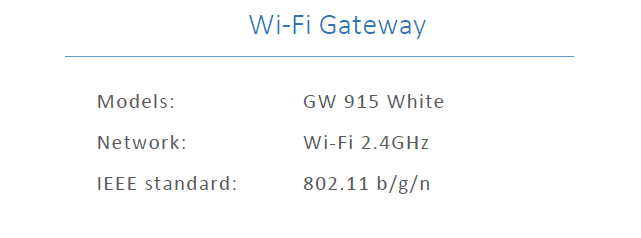 Wi-Fi Gateway
Models: GW 915 White
Network: Wi-Fi 2.4GHz
IEEE standard: 802.11 b/g/n